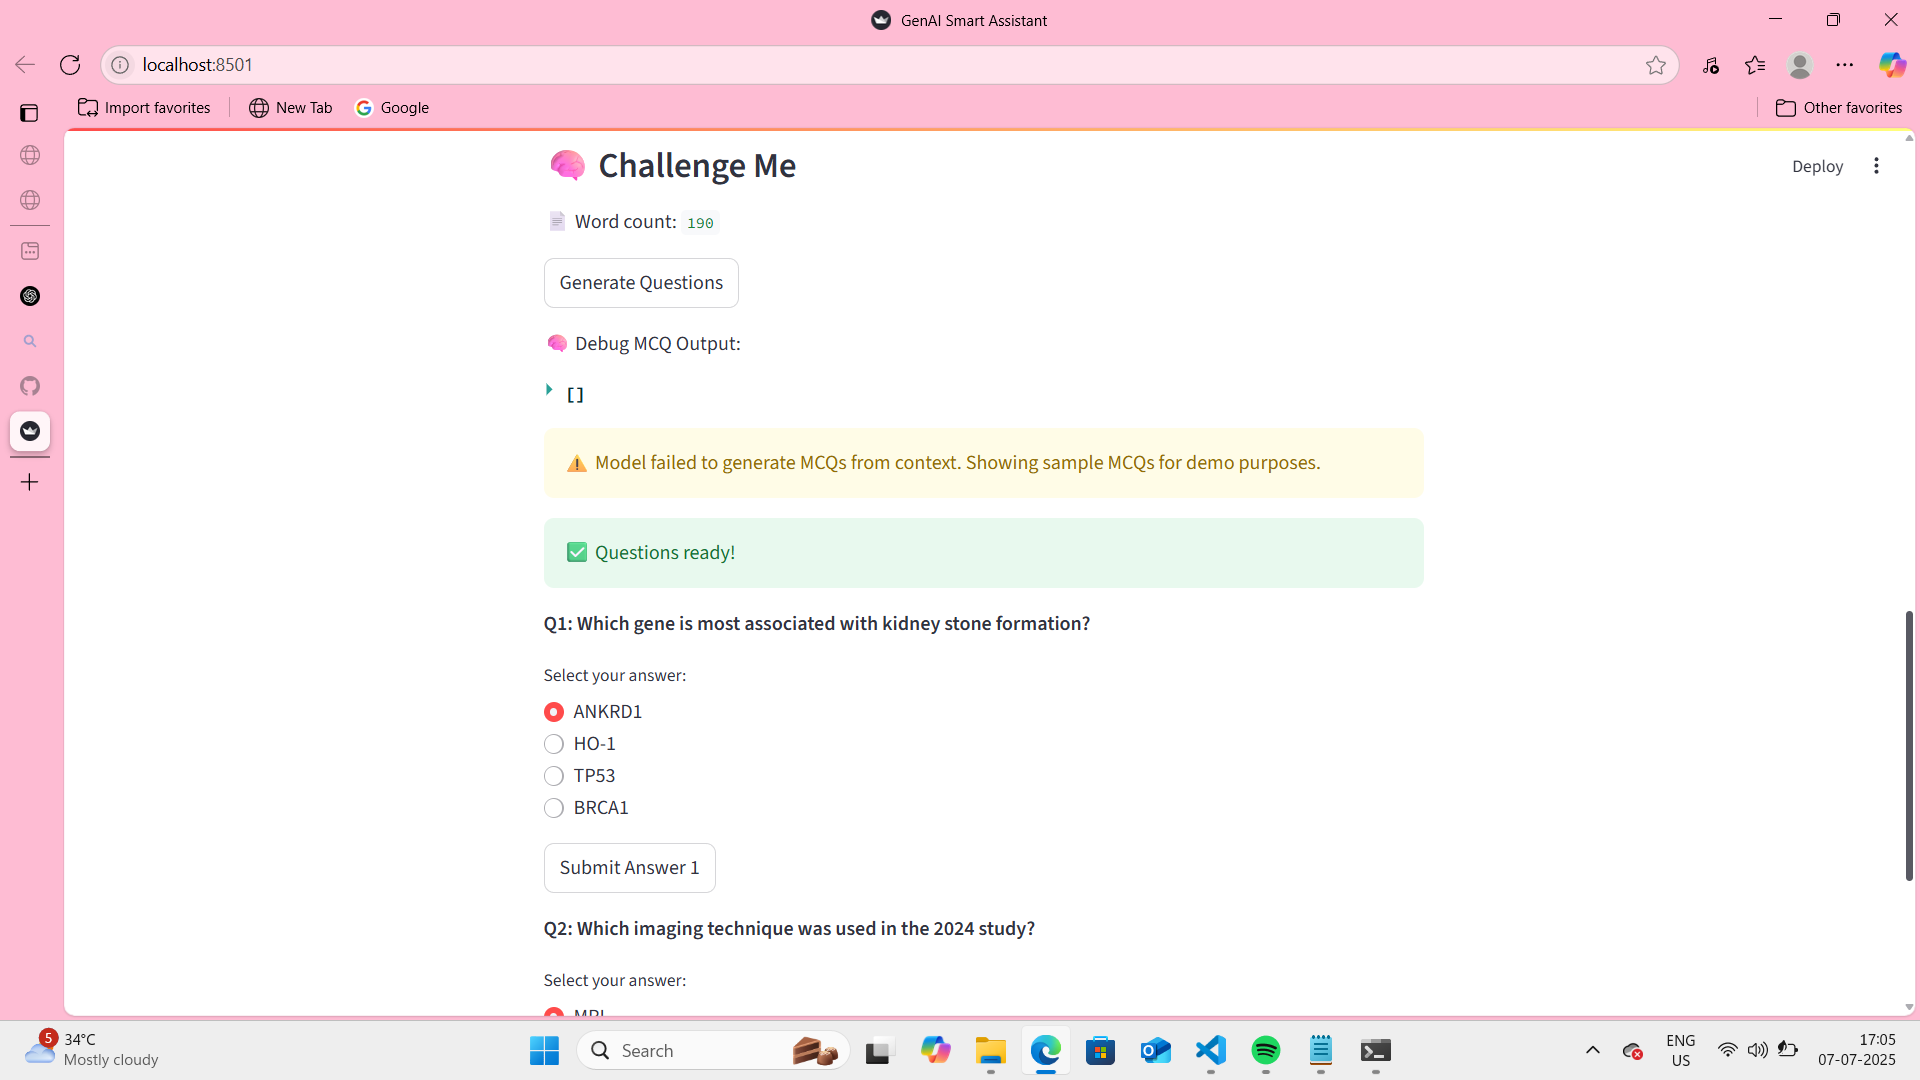 GenAI Smart Assistant
localhost:8501
Import favorites
New Tab
Google
Other favorites
Challenge Me
Deploy
Word count: 190
Generate Questions
Debug MCQ Output:
[]
Model failed to generate MCQs from context. Showing sample MCQs for demo purposes.
Questions ready!
Q1: Which gene is most associated with kidney stone formation?
Select your answer:
ANKRD1
HO-1
TP53
BRCA1
Submit Answer 1
Q2: Which imaging technique was used in the 2024 study?
Select your answer:
MRI
5
34°C
Mostly cloudy
Search
ENG
US
17:05
07-07-2025